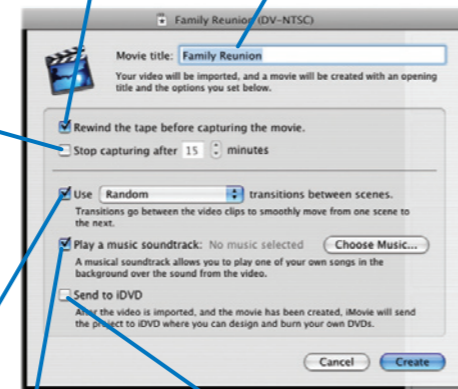 Family Reunion (DV-NTSC)
Movie title: Family Reunion
Your video will be imported, and a movie will be created with an opening
title and the options you set below.
Rewind the tape before capturing the movie.
Stop capturing after 15 minutes
Use Random transitions between scenes.
Transitions go between the video clips to smoothly move from one scene to
the next.
Play a music soundtrack: No music selected Choose Music...
A musical soundtrack allows you to play one of your own songs in the
background over the sound from the video.
Send to iDVD
After the video is imported, and the movie has been created, iMovie will send
the project to iDVD where you can design and burn your own DVDs.
Cancel Create